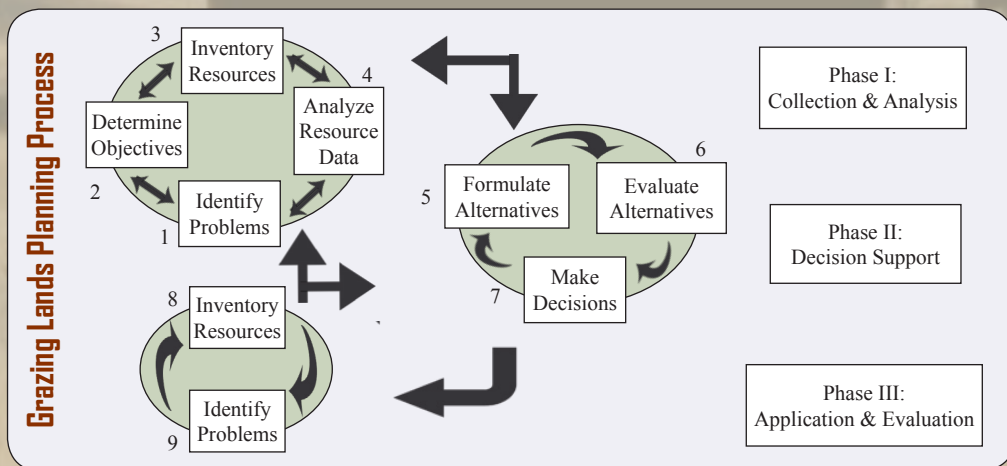 Grazing Lands Planning Process
3
Inventory
Resources
4
Analyze
Resource
Data
Determine
Objectives
2
Identify
Problems
1
5
Formulate
Alternatives
6
Evaluate
Alternatives
Make
Decisions
7
8
Inventory
Resources
Identify
Problems
9
Phase I:
Collection & Analysis
Phase II:
Decision Support
Phase III:
Application & Evaluation